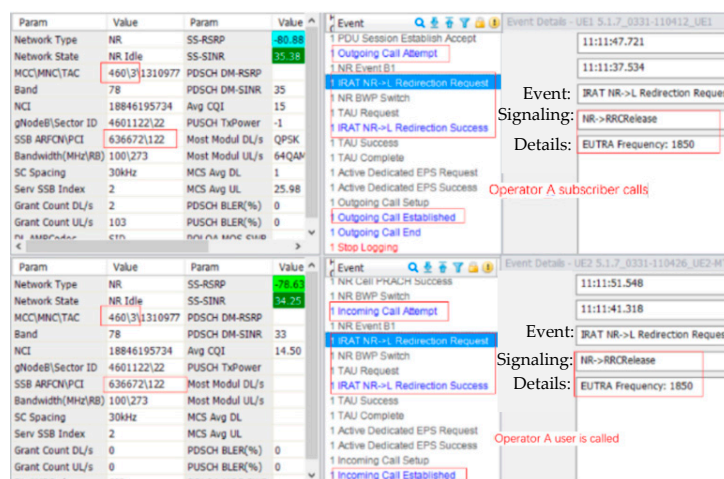 Param Value Param Value
Network Type NR SS-RSRP -80.88
Network State NR Idle SS-SINR 35.38
MCC\MNC\TAC 460\3\1310977 PDSCH DM-RSRP
Band 78 PDSCH DM-SINR 35
NCI 18846195734 Avg CQI 15
gNodeB\Sector ID 4601122\22 PUSCH TxPower -1
SSB ARFCN\PCI 636672\122 Most Modul DL/s QPSK
Bandwidth(MHz\RB) 100\273 Most Modul UL/s 64QAM
SC Spacing 30kHz MCS Avg DL 1
Serv SSB Index 2 MCS Avg UL 25.98
Grant Count DL/s 2 PDSCH BLER(%) 0
Grant Count UL/s 103 PUSCH BLER(%) 0
Event
1 PDU Session Establish Accept
1 Outgoing Call Attempt
1 NR Event B1
1 IRAT NR->L Redirection Request
1 NR BWP Switch
1 TAU Request
1 IRAT NR->L Redirection Success
1 TAU Success
1 TAU Complete
1 Active Dedicated EPS Request
1 Active Dedicated EPS Success
1 Outgoing Call Setup
1 Outgoing Call Established
1 Outgoing Call End
1 Stop Logging
Event Details - UE1 5.1.7_0331-110412_UE1
11:11:47.721
11:11:37.534
Event: IRAT NR->L Redirection Reques
Signaling: NR->RRCRelease
Details: EUTRA Frequency: 1850
Operator A subscriber calls
Param Value Param Value
Network Type NR SS-RSRP -78.63
Network State NR Idle SS-SINR 34.25
MCC\MNC\TAC 460\3\1310977 PDSCH DM-RSRP
Band 78 PDSCH DM-SINR 33
NCI 18846195734 Avg CQI 14.50
gNodeB\Sector ID 4601122\22 PUSCH TxPower
SSB ARFCN\PCI 636672\122 Most Modul DL/s
Bandwidth(MHz\RB) 100\273 Most Modul UL/s
SC Spacing 30kHz MCS Avg DL
Serv SSB Index 2 MCS Avg UL
Grant Count DL/s 0 PDSCH BLER(%) 0
Grant Count UL/s 0 PUSCH BLER(%) 0
Event
1 NR Cell PRACH Success
1 NR BWP Switch
1 Incoming Call Attempt
1 NR Event B1
1 IRAT NR->L Redirection Request
1 NR BWP Switch
1 TAU Request
1 IRAT NR->L Redirection Success
1 TAU Success
1 TAU Complete
1 Active Dedicated EPS Request
1 Active Dedicated EPS Success
1 Incoming Call Setup
1 Incoming Call Established
Event Details - UE2 5.1.7_0331-110426_UE2-MT
11:11:51.548
11:11:41.318
Event: IRAT NR->L Redirection Reques
Signaling: NR->RRCRelease
Details: EUTRA Frequency: 1850
Operator A user is called